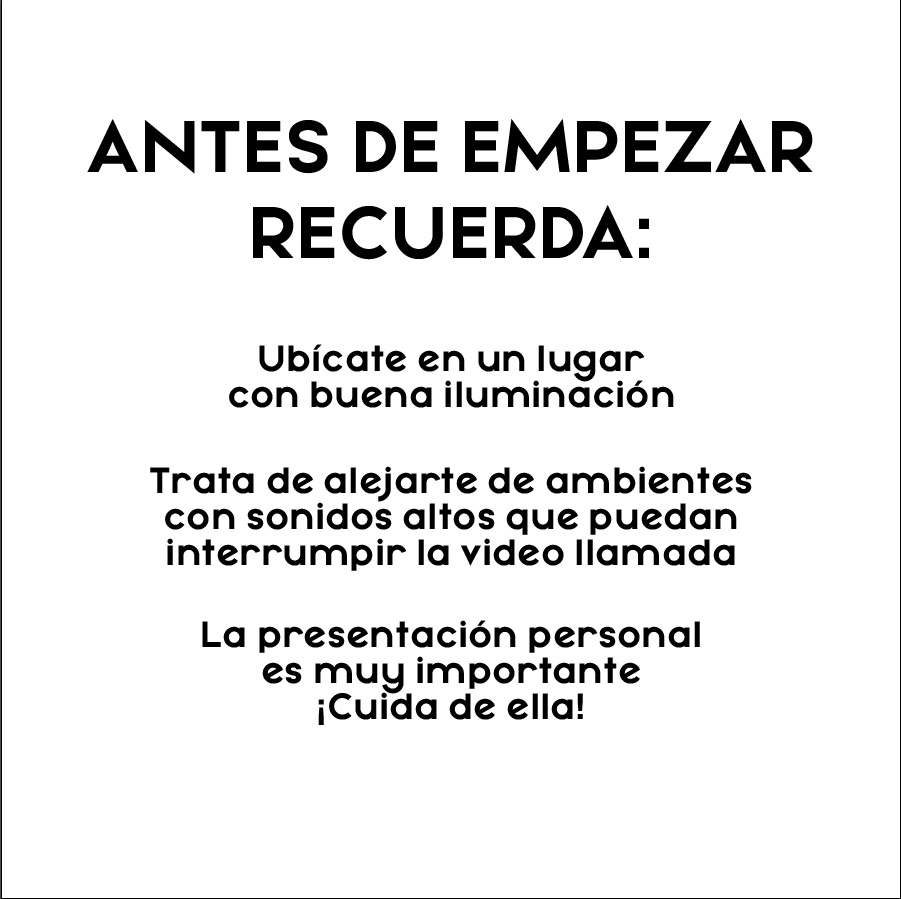 ANTES DE EMPEZAR
RECUERDA:
Ubícate en un lugar
con buena iluminación
Trata de alejarte de ambientes
con sonidos altos que puedan
interrumpir la video llamada
La presentación personal
es muy importante
¡Cuida de ella!